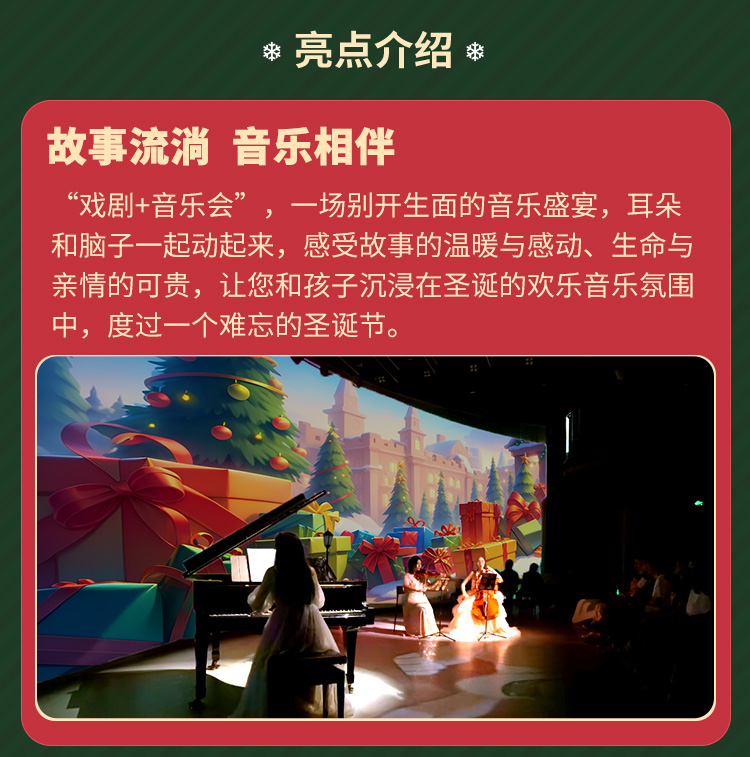 亮点介绍
故事流淌 音乐相伴
“戏剧+音乐会”，一场别开生面的音乐盛宴，耳朵
和脑子一起动起来，感受故事的温暖与感动、生命与
亲情的可贵，让您和孩子沉浸在圣诞的欢乐音乐氛围
中，度过一个难忘的圣诞节。